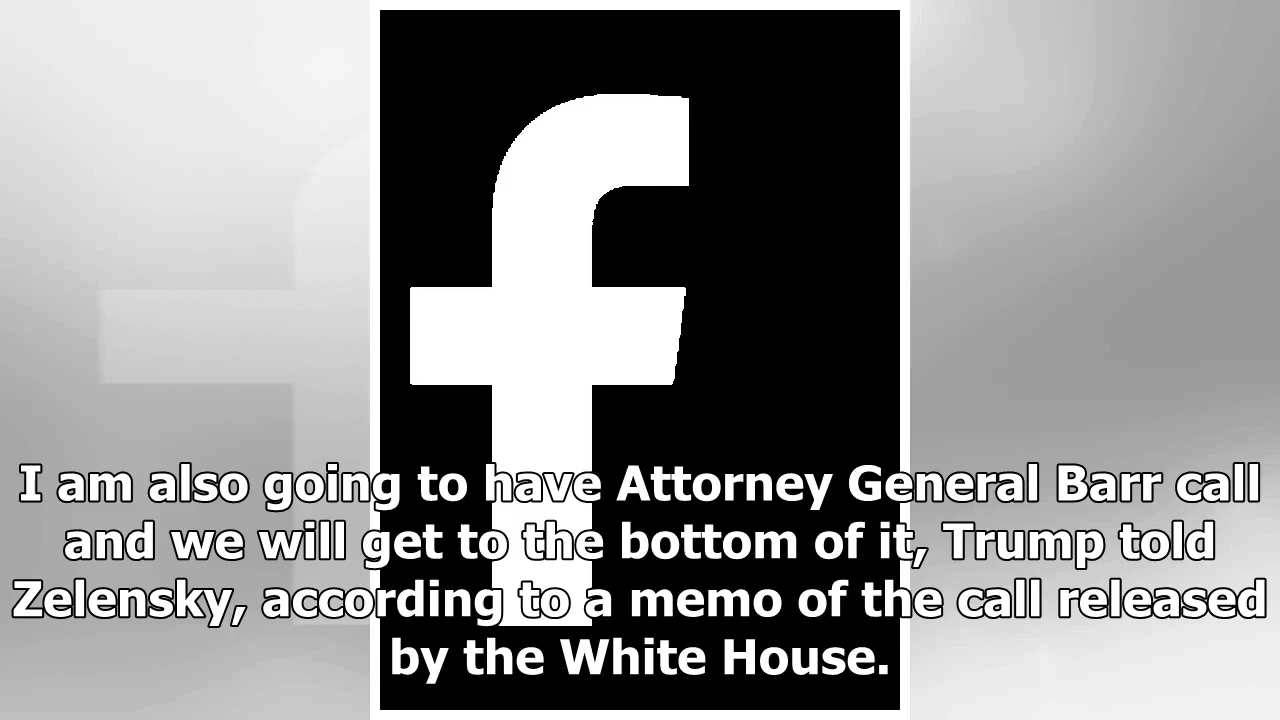 I am also going to have Attorney General Barr call
and we will get to the bottom of it, Trump told
Zelensky, according to a memo of the call released
by the White House.